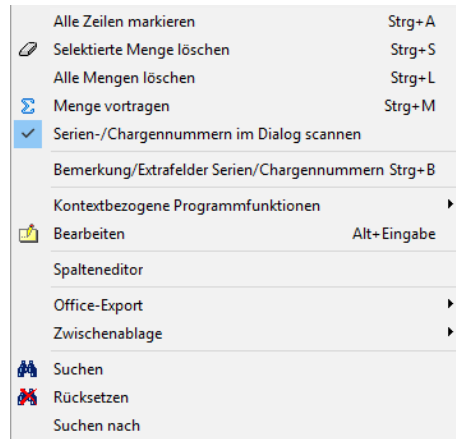 Alle Zeilen markieren Strg+A
Selektierte Menge löschen Strg+S
Alle Mengen löschen Strg+L
Menge vortragen Strg+M
Serien-/Chargennummern im Dialog scannen
Bemerkung/Extrafelder Serien/Chargennummern Strg+B
Kontextbezogene Programmfunktionen
Bearbeiten Alt+Eingabe
Spalteneditor
Office-Export
Zwischenablage
Suchen
Rücksetzen
Suchen nach